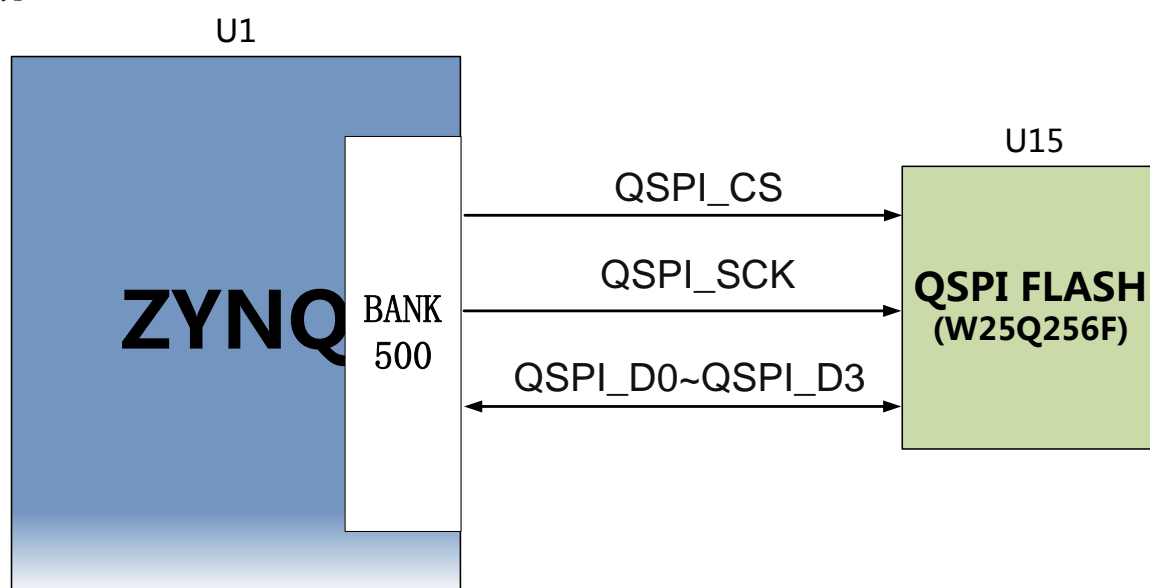 U1
U15
QSPI_CS
QSPI_SCK
QSPI_D0~QSPI_D3
ZYNQ
BANK
500
QSPI FLASH
(W25Q256F)